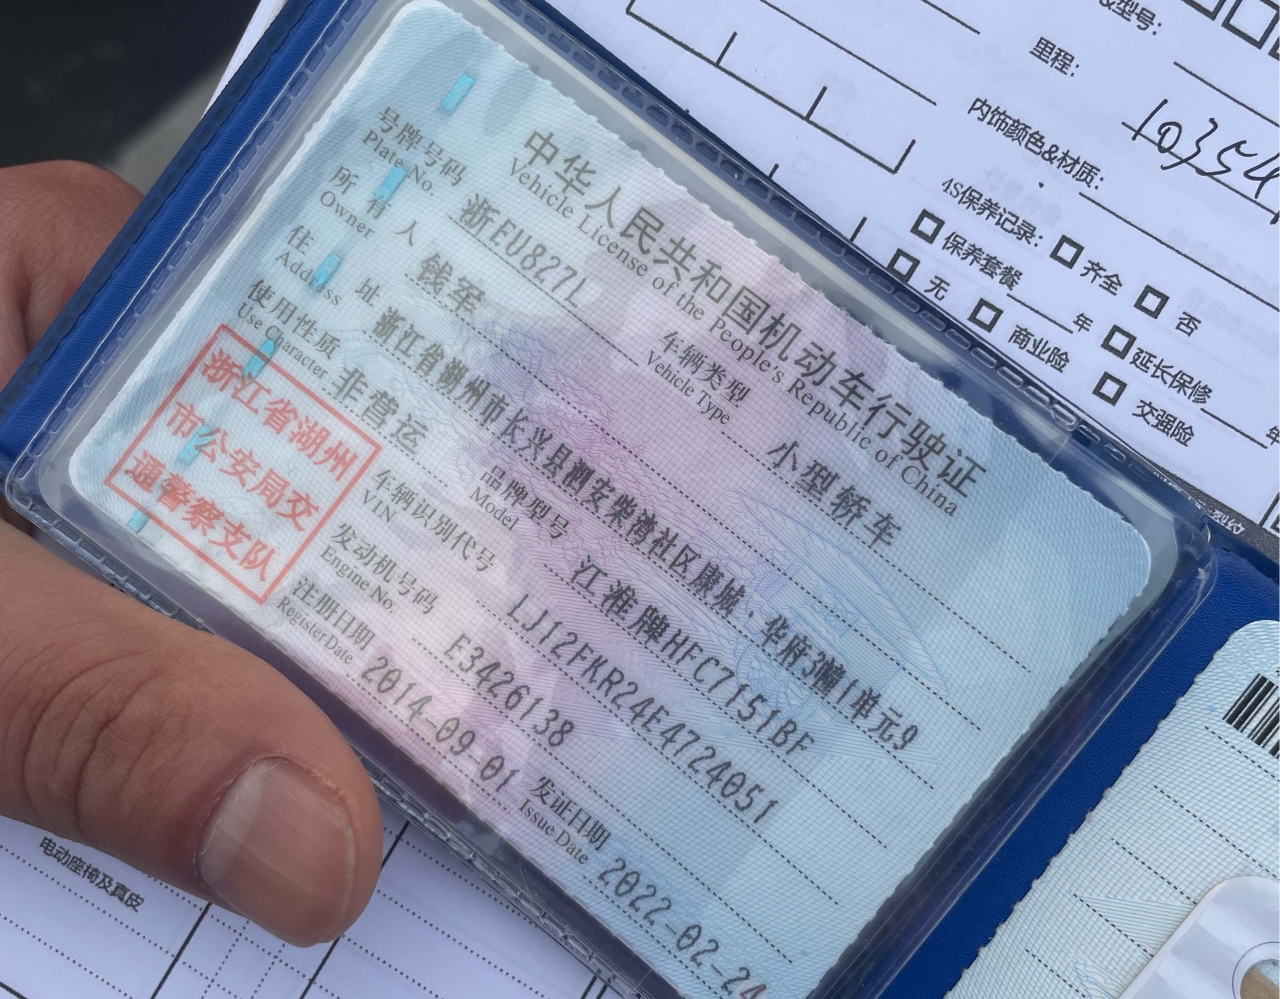 中华人民共和国机动车行驶证
Vehicle License of the People's Republic of China
号牌号码 浙EU827L 车辆类型 小型轿车
Plate No. Vehicle Type
所有人 钱军
Owner
住址 浙江省湖州市长兴县泗安柴湾社区康城.华府3幢1单元9
Address
使用性质 非营运 品牌型号 江淮牌HFC7151BF
Use Character Model
车辆识别代号 LJ12FKR24E4724051
VIN
发动机号码 E3426138
Engine No.
注册日期 2014-09-01 发证日期 2022-02-24
Register Date Issue Date
浙江省湖州
市公安局交
通警察支队
&型号:
里程: 10354
内饰颜色&材质:
4S保养记录: 齐全 否
保养套餐 年 延长保修 年
无 商业险 交强险
电动座椅及真皮